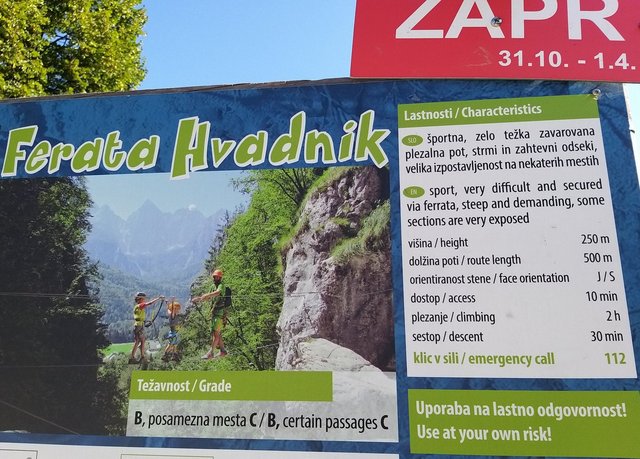 ZAPR
31.10. - 1.4.
Ferata Hvadnik
Lastnosti / Characteristics
SLO športna, zelo težka zavarovana
plezalna pot, strmi in zahtevni odseki,
velika izpostavljenost na nekaterih mestih
EN sport, very difficult and secured
via ferrata, steep and demanding, some
sections are very exposed
višina / height 250 m
dolžina poti / route length 500 m
orientiranost stene / face orientation J / S
dostop / access 10 min
plezanje / climbing 2 h
sestop / descent 30 min
klic v sili / emergency call 112
Težavnost / Grade
B, posamezna mesta C / B, certain passages C
Uporaba na lastno odgovornost!
Use at your own risk!